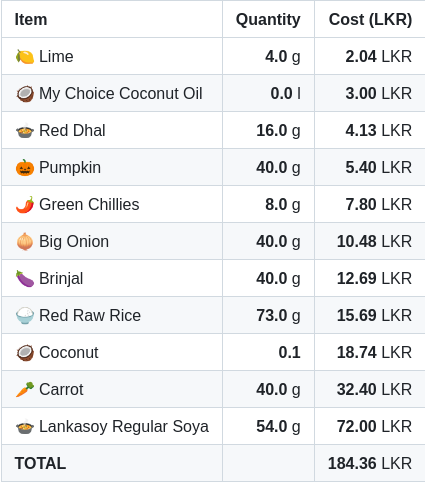 Item Quantity Cost (LKR)
🍋 Lime 4.0 g 2.04 LKR
🥥 My Choice Coconut Oil 0.0 l 3.00 LKR
🍲 Red Dhal 16.0 g 4.13 LKR
🎃 Pumpkin 40.0 g 5.40 LKR
🌶️ Green Chillies 8.0 g 7.80 LKR
🧅 Big Onion 40.0 g 10.48 LKR
🍆 Brinjal 40.0 g 12.69 LKR
🍚 Red Raw Rice 73.0 g 15.69 LKR
🥥 Coconut 0.1 18.74 LKR
🥕 Carrot 40.0 g 32.40 LKR
🍲 Lankasoy Regular Soya 54.0 g 72.00 LKR
TOTAL 184.36 LKR